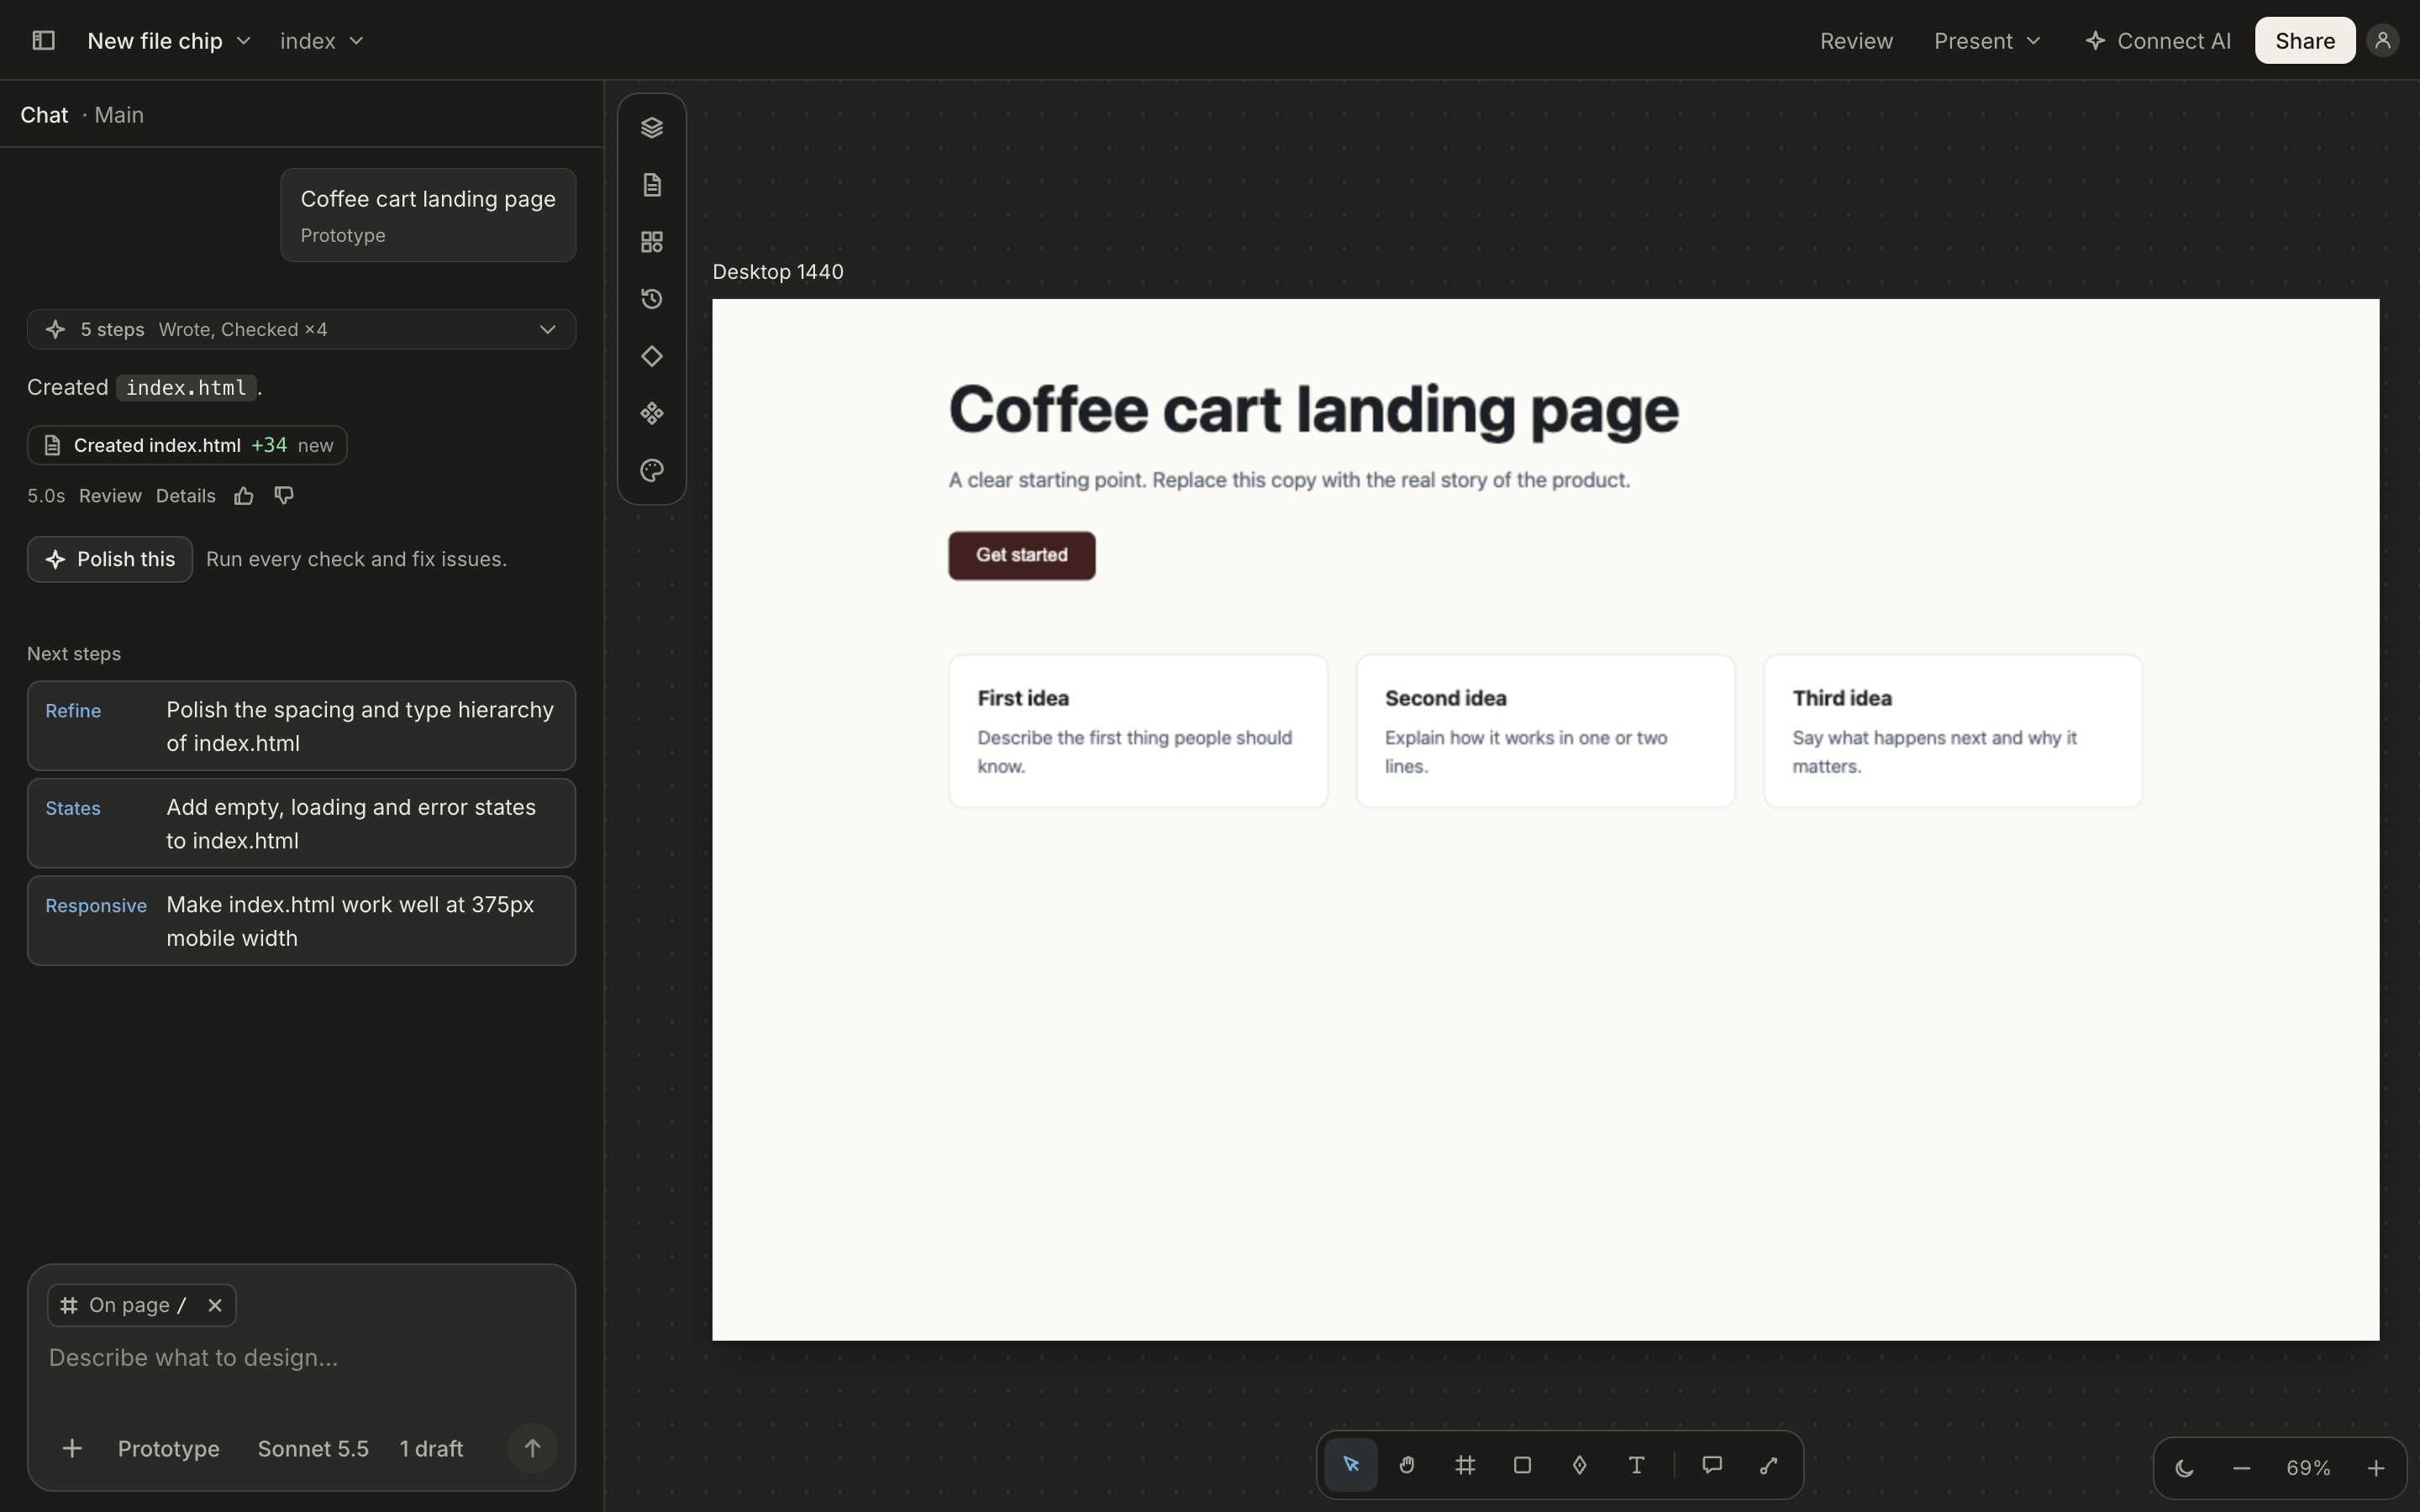 New file chip
index
Review
Present
Connect AI
Share
Chat · Main
Coffee cart landing page
Prototype
5 steps Wrote, Checked ×4
Created index.html.
Created index.html +34 new
5.0s Review Details
Polish this Run every check and fix issues.
Next steps
Refine Polish the spacing and type hierarchy
of index.html
States Add empty, loading and error states
to index.html
Responsive Make index.html work well at 375px
mobile width
On page /
Describe what to design...
Prototype Sonnet 5.5 1 draft
Desktop 1440
Coffee cart landing page
A clear starting point. Replace this copy with the real story of the product.
Get started
First idea
Describe the first thing people should
know.
Second idea
Explain how it works in one or two
lines.
Third idea
Say what happens next and why it
matters.
69%